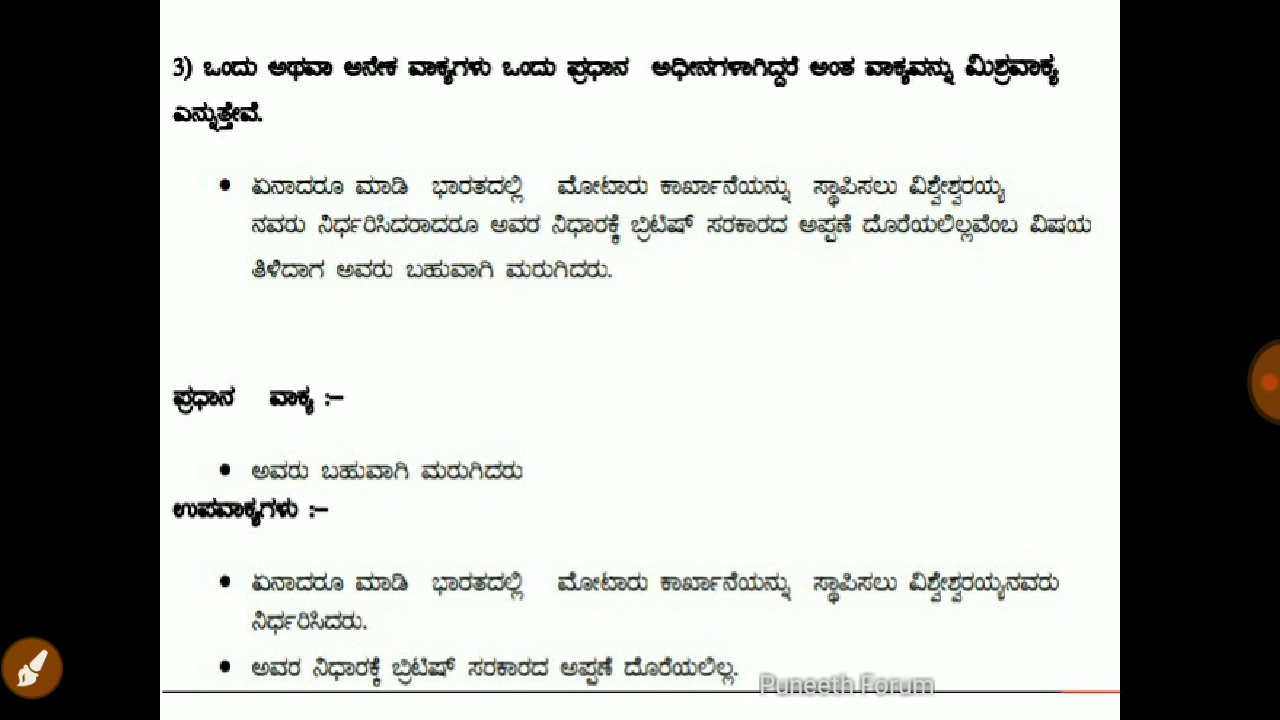 3) ಒಂದು ಅಥವಾ ಅನೇಕ ವಾಕ್ಯಗಳು ಒಂದು ಪ್ರಧಾನ ಅಧೀನಗಳಾಗಿದ್ದರೆ ಅಂತ ವಾಕ್ಯವನ್ನು ಮಿಶ್ರವಾಕ್ಯ
ಎನ್ನುತ್ತೇವೆ.
• ಏನಾದರೂ ಮಾಡಿ ಭಾರತದಲ್ಲಿ ಮೋಟಾರು ಕಾರ್ಖಾನೆಯನ್ನು ಸ್ಥಾಪಿಸಲು ವಿಶ್ವೇಶ್ವರಯ್ಯ
ನವರು ನಿರ್ಧರಿಸಿದರಾದರೂ ಅವರ ನಿಧಾರಕ್ಕೆ ಬ್ರಿಟಿಷ್ ಸರಕಾರದ ಅಪ್ಪಣೆ ದೊರೆಯಲಿಲ್ಲವೆಂಬ ವಿಷಯ
ತಿಳಿದಾಗ ಅವರು ಬಹುವಾಗಿ ಮರುಗಿದರು.
ಪ್ರಧಾನ ವಾಕ್ಯ :–
• ಅವರು ಬಹುವಾಗಿ ಮರುಗಿದರು
ಉಪವಾಕ್ಯಗಳು :–
• ಏನಾದರೂ ಮಾಡಿ ಭಾರತದಲ್ಲಿ ಮೋಟಾರು ಕಾರ್ಖಾನೆಯನ್ನು ಸ್ಥಾಪಿಸಲು ವಿಶ್ವೇಶ್ವರಯ್ಯನವರು
ನಿರ್ಧರಿಸಿದರು.
• ಅವರ ನಿಧಾರಕ್ಕೆ ಬ್ರಿಟಿಷ್ ಸರಕಾರದ ಅಪ್ಪಣೆ ದೊರೆಯಲಿಲ್ಲ.
Puneeth Forum